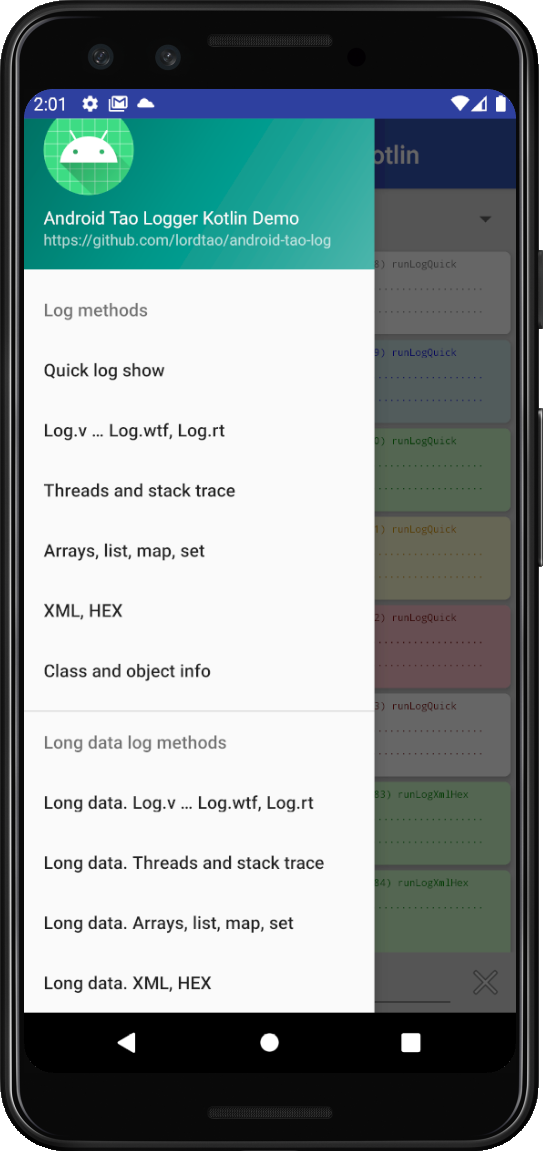 2:01
otlin
Android Tao Logger Kotlin Demo
https://github.com/lordtao/android-tao-log
Log methods
Quick log show
Log.v ... Log.wtf, Log.rt
Threads and stack trace
Arrays, list, map, set
XML, HEX
Class and object info
Long data log methods
Long data. Log.v ... Log.wtf, Log.rt
Long data. Threads and stack trace
Long data. Arrays, list, map, set
Long data. XML, HEX
8) runLogQuick
9) runLogQuick
0) runLogQuick
1) runLogQuick
2) runLogQuick
3) runLogQuick
83) runLogXmlHex
84) runLogXmlHex